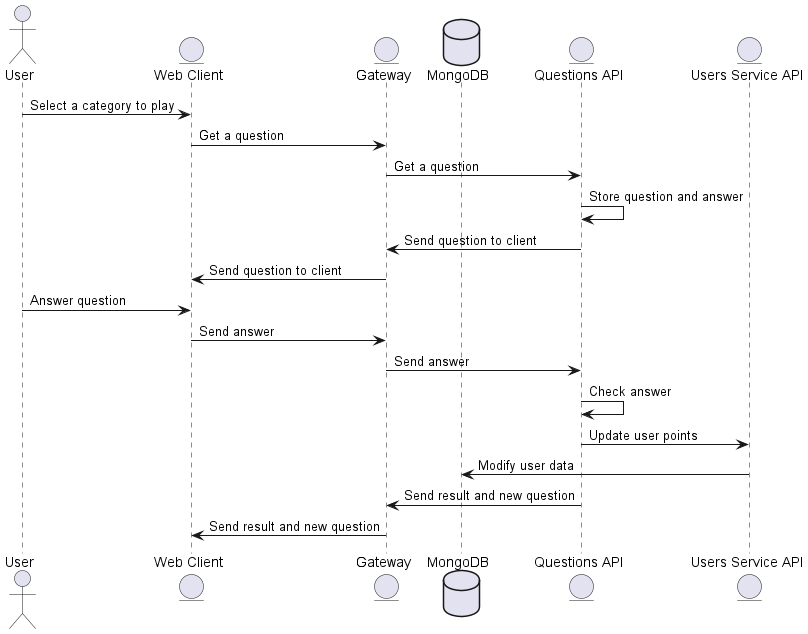 User
Web Client
Gateway
MongoDB
Questions API
Users Service API
Select a category to play
Get a question
Get a question
Store question and answer
Send question to client
Send question to client
Answer question
Send answer
Send answer
Check answer
Update user points
Modify user data
Send result and new question
Send result and new question
User
Web Client
Gateway
MongoDB
Questions API
Users Service API